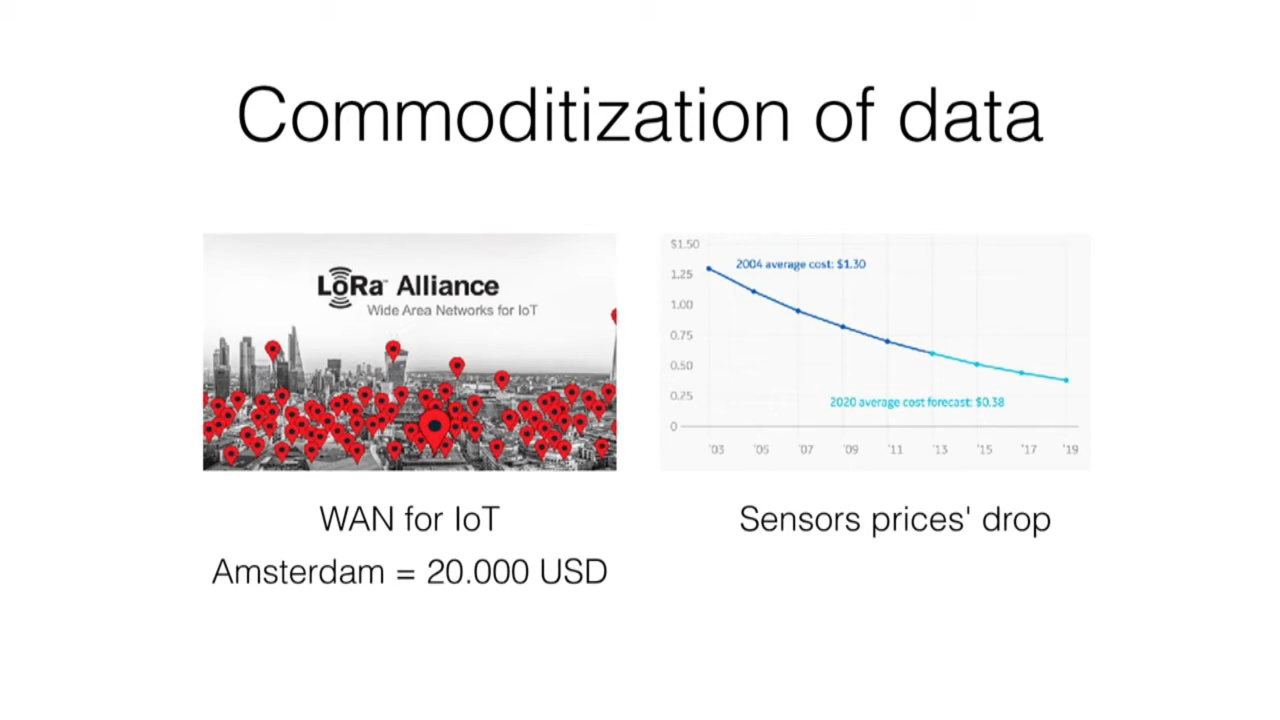 Commoditization of data
LoRa™ Alliance
Wide Area Networks for IoT
WAN for IoT
Amsterdam = 20.000 USD
$1.50
1.25
1.00
0.75
0.50
0.25
0
2004 average cost: $1.30
2020 average cost forecast: $0.38
'03 '05 '07 '09 '11 '13 '15 '17 '19
Sensors prices' drop